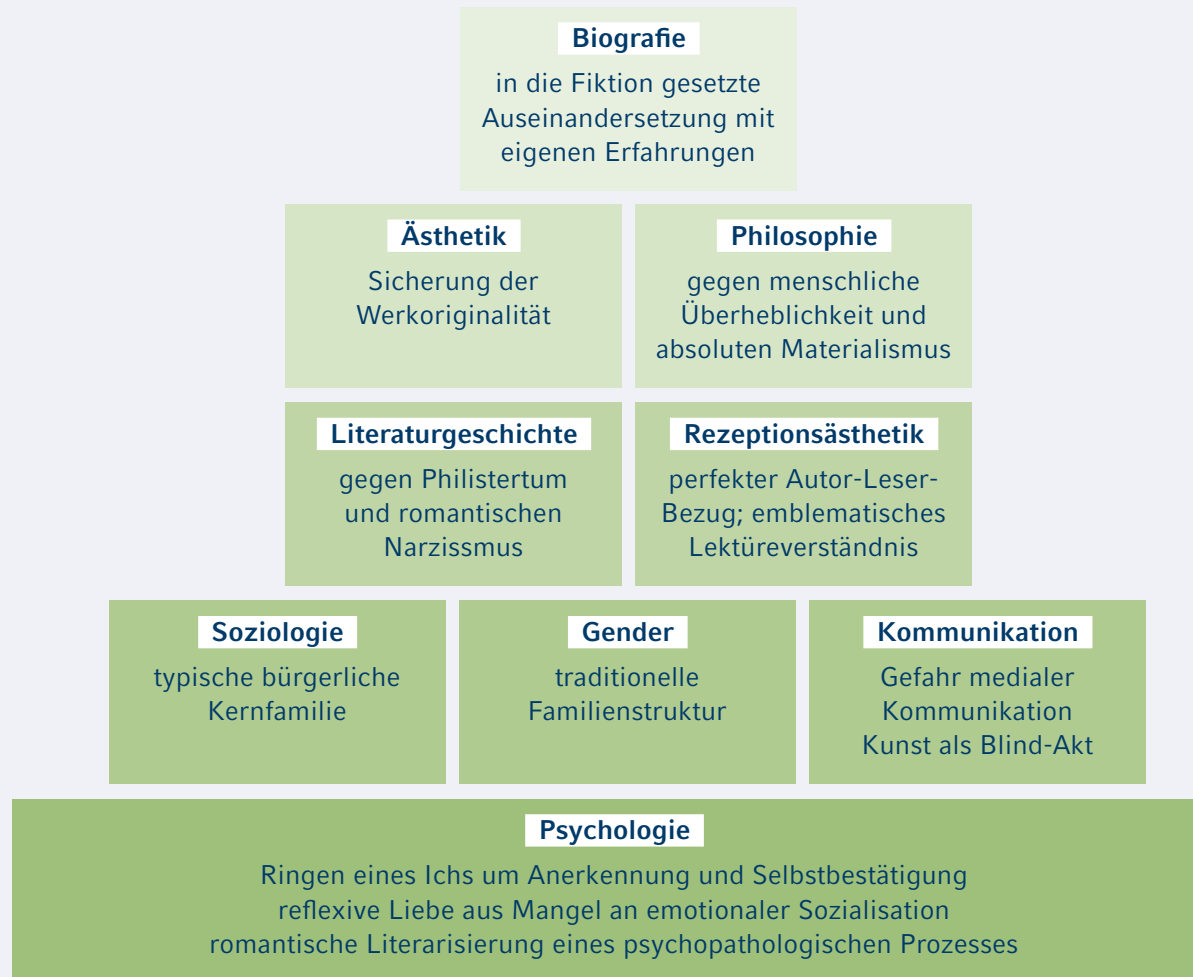 Biografie
in die Fiktion gesetzte
Auseinandersetzung mit
eigenen Erfahrungen
Ästhetik
Sicherung der
Werkoriginalität
Philosophie
gegen menschliche
Überheblichkeit und
absoluten Materialismus
Literaturgeschichte
gegen Philistertum
und romantischen
Narzissmus
Rezeptionsästhetik
perfekter Autor-Leser-
Bezug; emblematisches
Lektüreverständnis
Soziologie
typische bürgerliche
Kernfamilie
Gender
traditionelle
Familienstruktur
Kommunikation
Gefahr medialer
Kommunikation
Kunst als Blind-Akt
Psychologie
Ringen eines Ichs um Anerkennung und Selbstbestätigung
reflexive Liebe aus Mangel an emotionaler Sozialisation
romantische Literarisierung eines psychopathologischen Prozesses